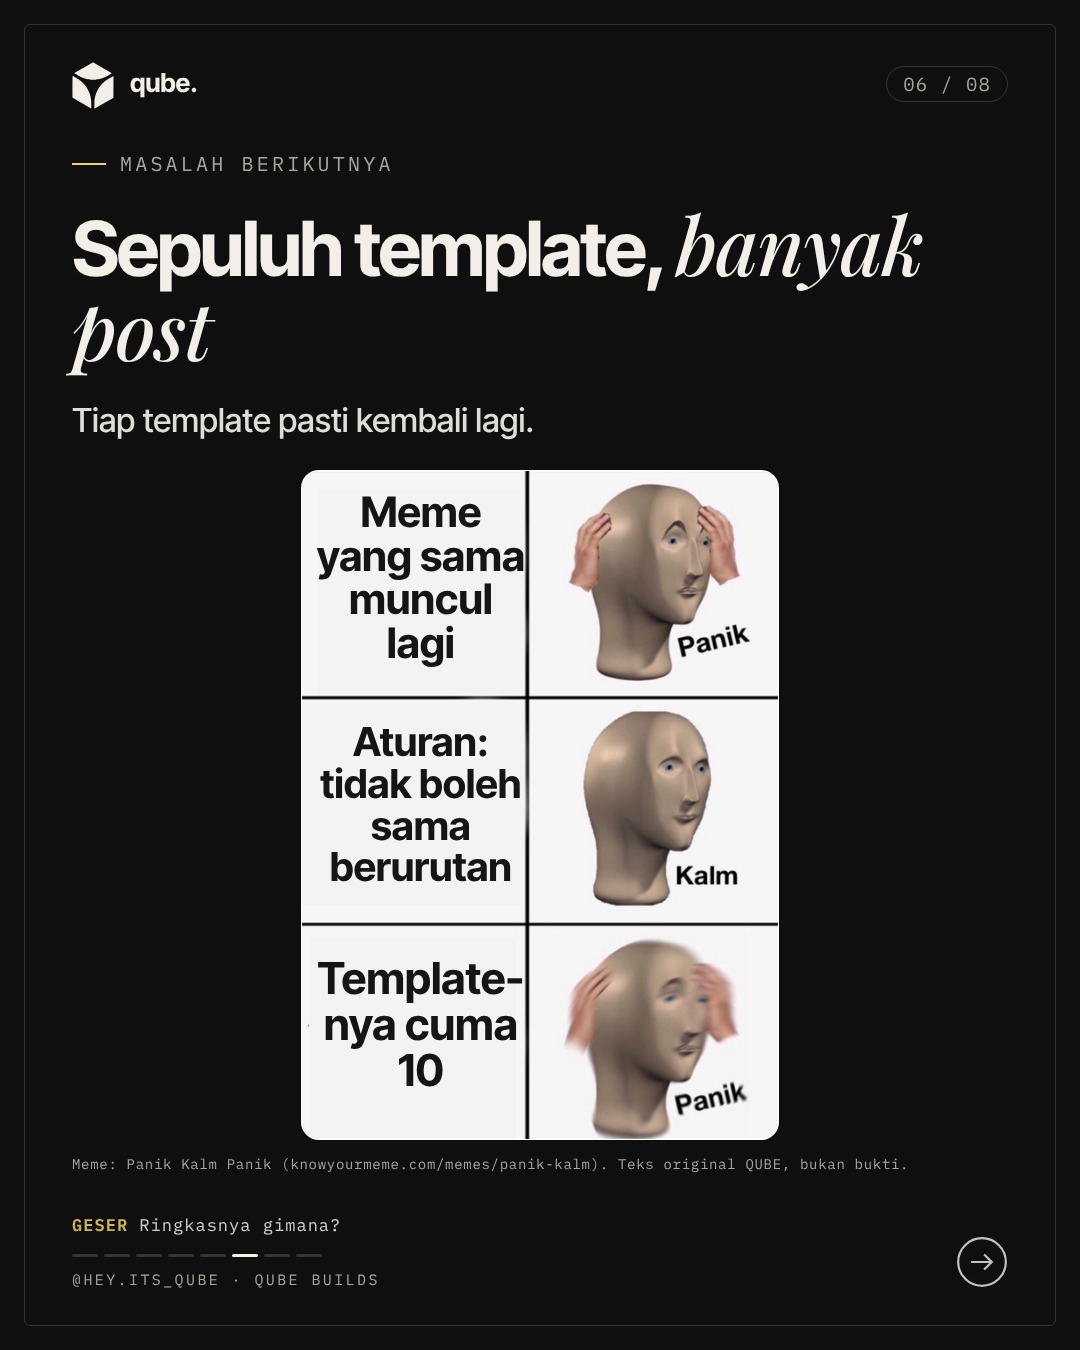 qube.
06 / 08
MASALAH BERIKUTNYA
Sepuluh template, banyak
post
Tiap template pasti kembali lagi.
Meme
yang sama
muncul
lagi
Panik
Aturan:
tidak boleh
sama
berurutan
Kalm
Template-
nya cuma
10
Panik
Meme: Panik Kalm Panik (knowyourmeme.com/memes/panik-kalm). Teks original QUBE, bukan bukti.
GESER Ringkasnya gimana?
@HEY.ITS_QUBE · QUBE BUILDS